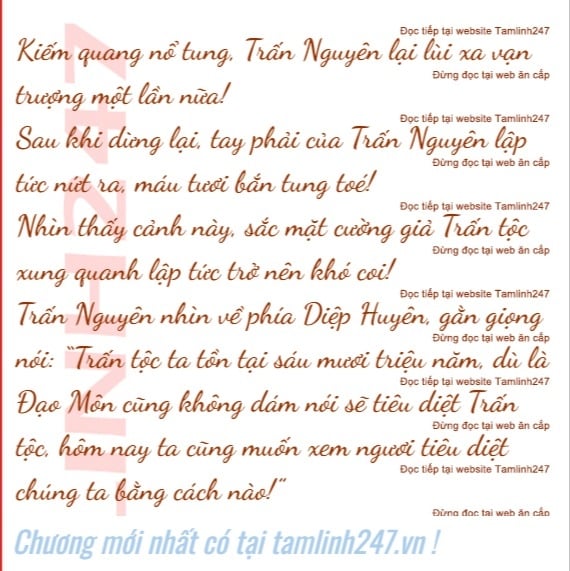 Đọc tiếp tại website Tamlinh247
Kiếm quang nổ tung, Trấn Nguyên lại lùi xa vạn
Đừng đọc tại web ăn cắp
trượng một lần nữa!
Đọc tiếp tại website Tamlinh247
Sau khi dừng lại, tay phải của Trấn Nguyên lập
Đừng đọc tại web ăn cắp
tức nứt ra, máu tươi bắn tung toé!
Đọc tiếp tại website Tamlinh247
Nhìn thấy cảnh này, sắc mặt cường giả Trấn tộc
Đừng đọc tại web ăn cắp
xung quanh lập tức trở nên khó coi!
Đọc tiếp tại website Tamlinh247
Trấn Nguyên nhìn về phía Diệp Huyên, gằn giọng
Đừng đọc tại web ăn cắp
nói: “Trấn tộc ta tồn tại sáu mươi triệu năm, dù là
Đọc tiếp tại website Tamlinh247
Đạo Môn cũng không dám nói sẽ tiêu diệt Trấn
Đừng đọc tại web ăn cắp
tộc, hôm nay ta cũng muốn xem ngươi tiêu diệt
Đọc tiếp tại website Tamlinh247
chúng ta bằng cách nào!”
Đừng đọc tại web ăn cắp
INH247
Chương mới nhất có tại tamlinh247.vn !